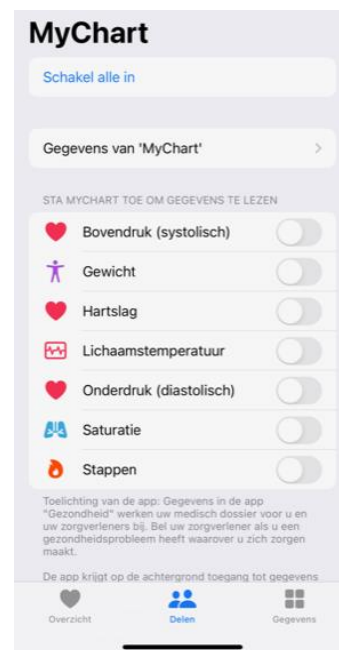 MyChart
Schakel alle in
Gegevens van 'MyChart'
STA MYCHART TOE OM GEGEVENS TE LEZEN
Bovendruk (systolisch)
Gewicht
Hartslag
Lichaamstemperatuur
Onderdruk (diastolisch)
Saturatie
Stappen
Toelichting van de app: Gegevens in de app
"Gezondheid" werken uw medisch dossier voor u en
uw zorgverleners bij. Bel uw zorgverlener als u een
gezondheidsprobleem heeft waarover u zich zorgen
maakt.
De app krijgt op de achtergrond toegang tot gegevens
Overzicht
Delen
Gegevens